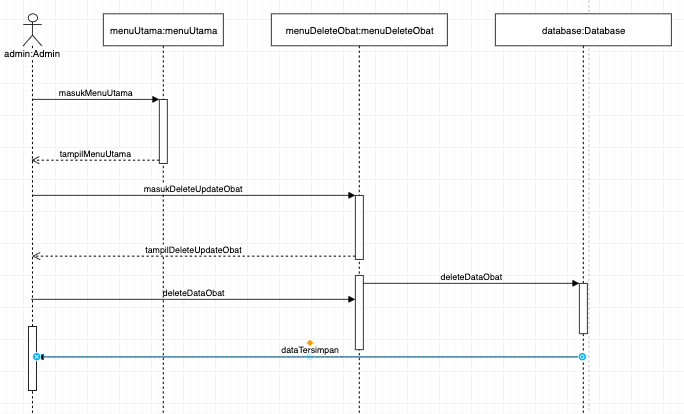 menuUtama:menuUtama
menuDeleteObat:menuDeleteObat
database:Database
admin:Admin
masukMenuUtama
tampilMenuUtama
masukDeleteUpdateObat
tampilDeleteUpdateObat
deleteDataObat
deleteDataObat
dataTersimpan